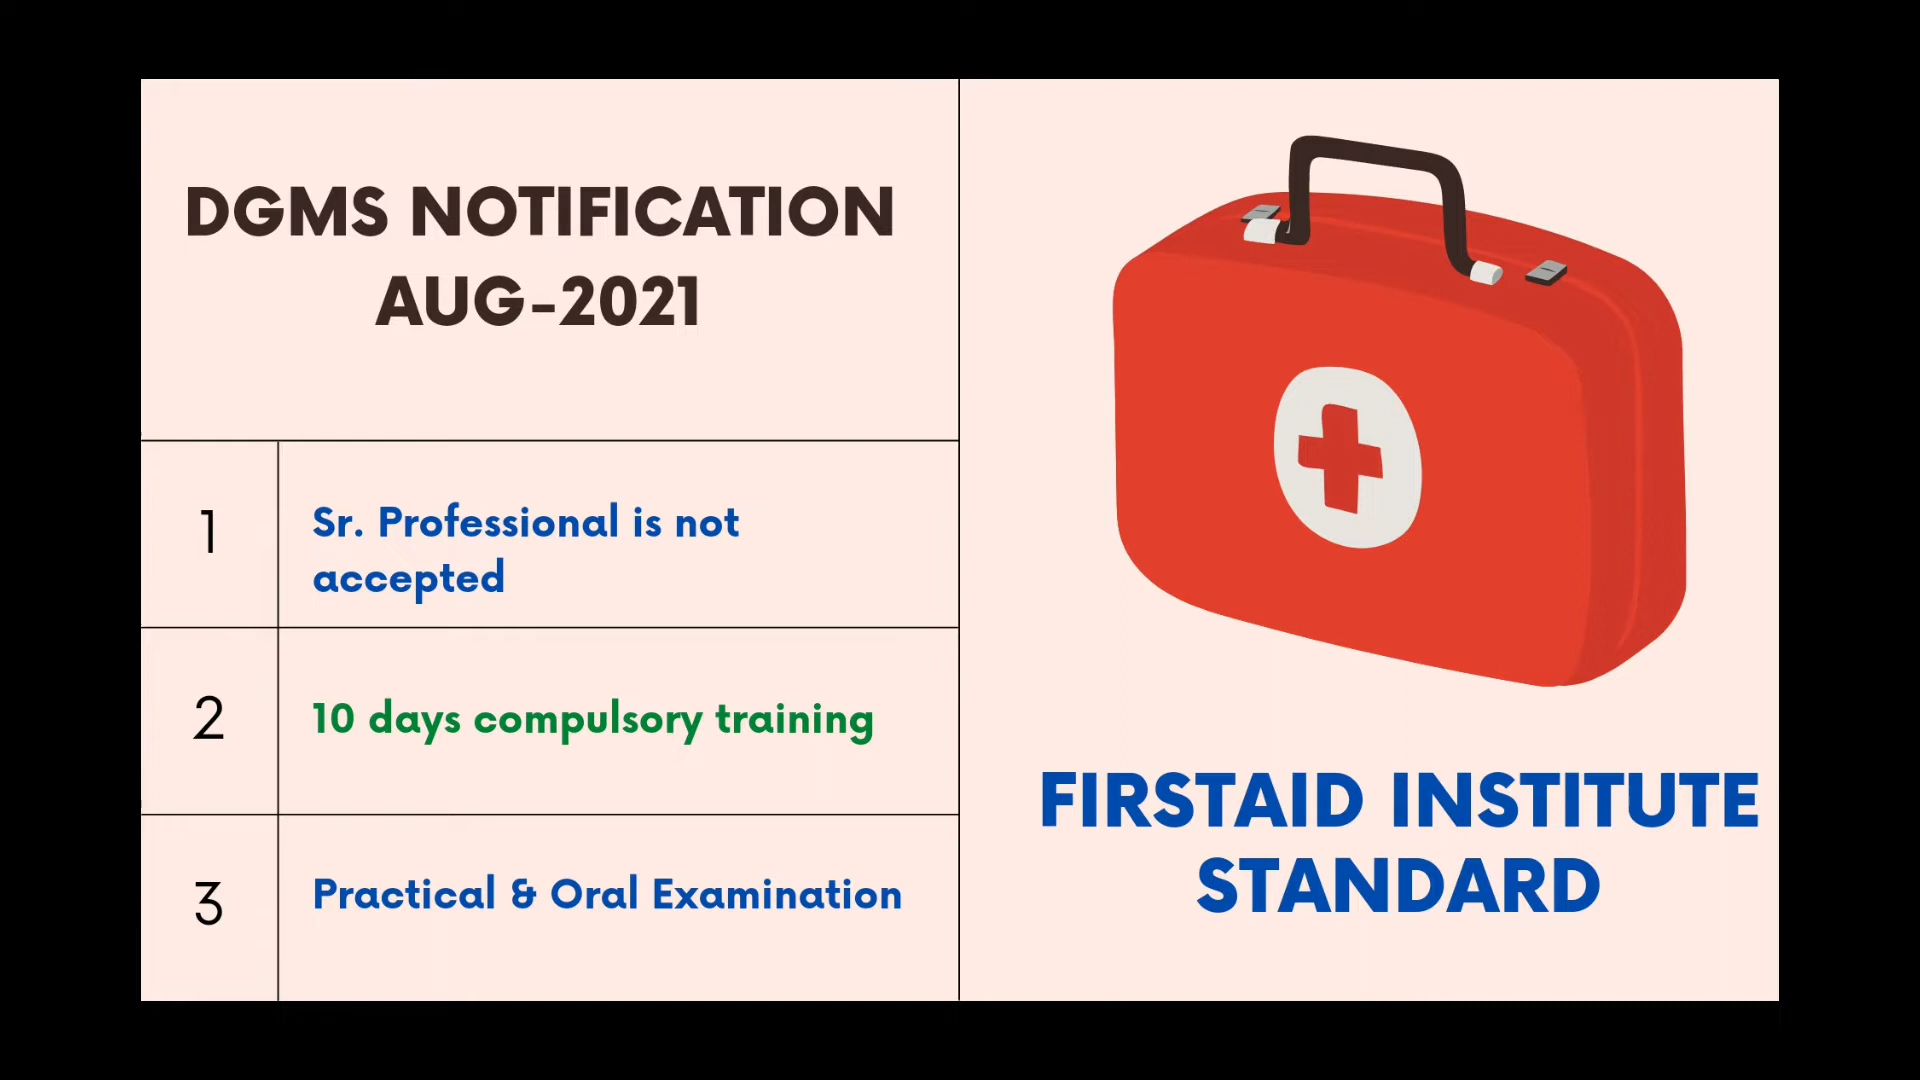 DGMS NOTIFICATION
AUG-2021
1
Sr. Professional is not
accepted
2
10 days compulsory training
3
Practical & Oral Examination
FIRSTAID INSTITUTE
STANDARD